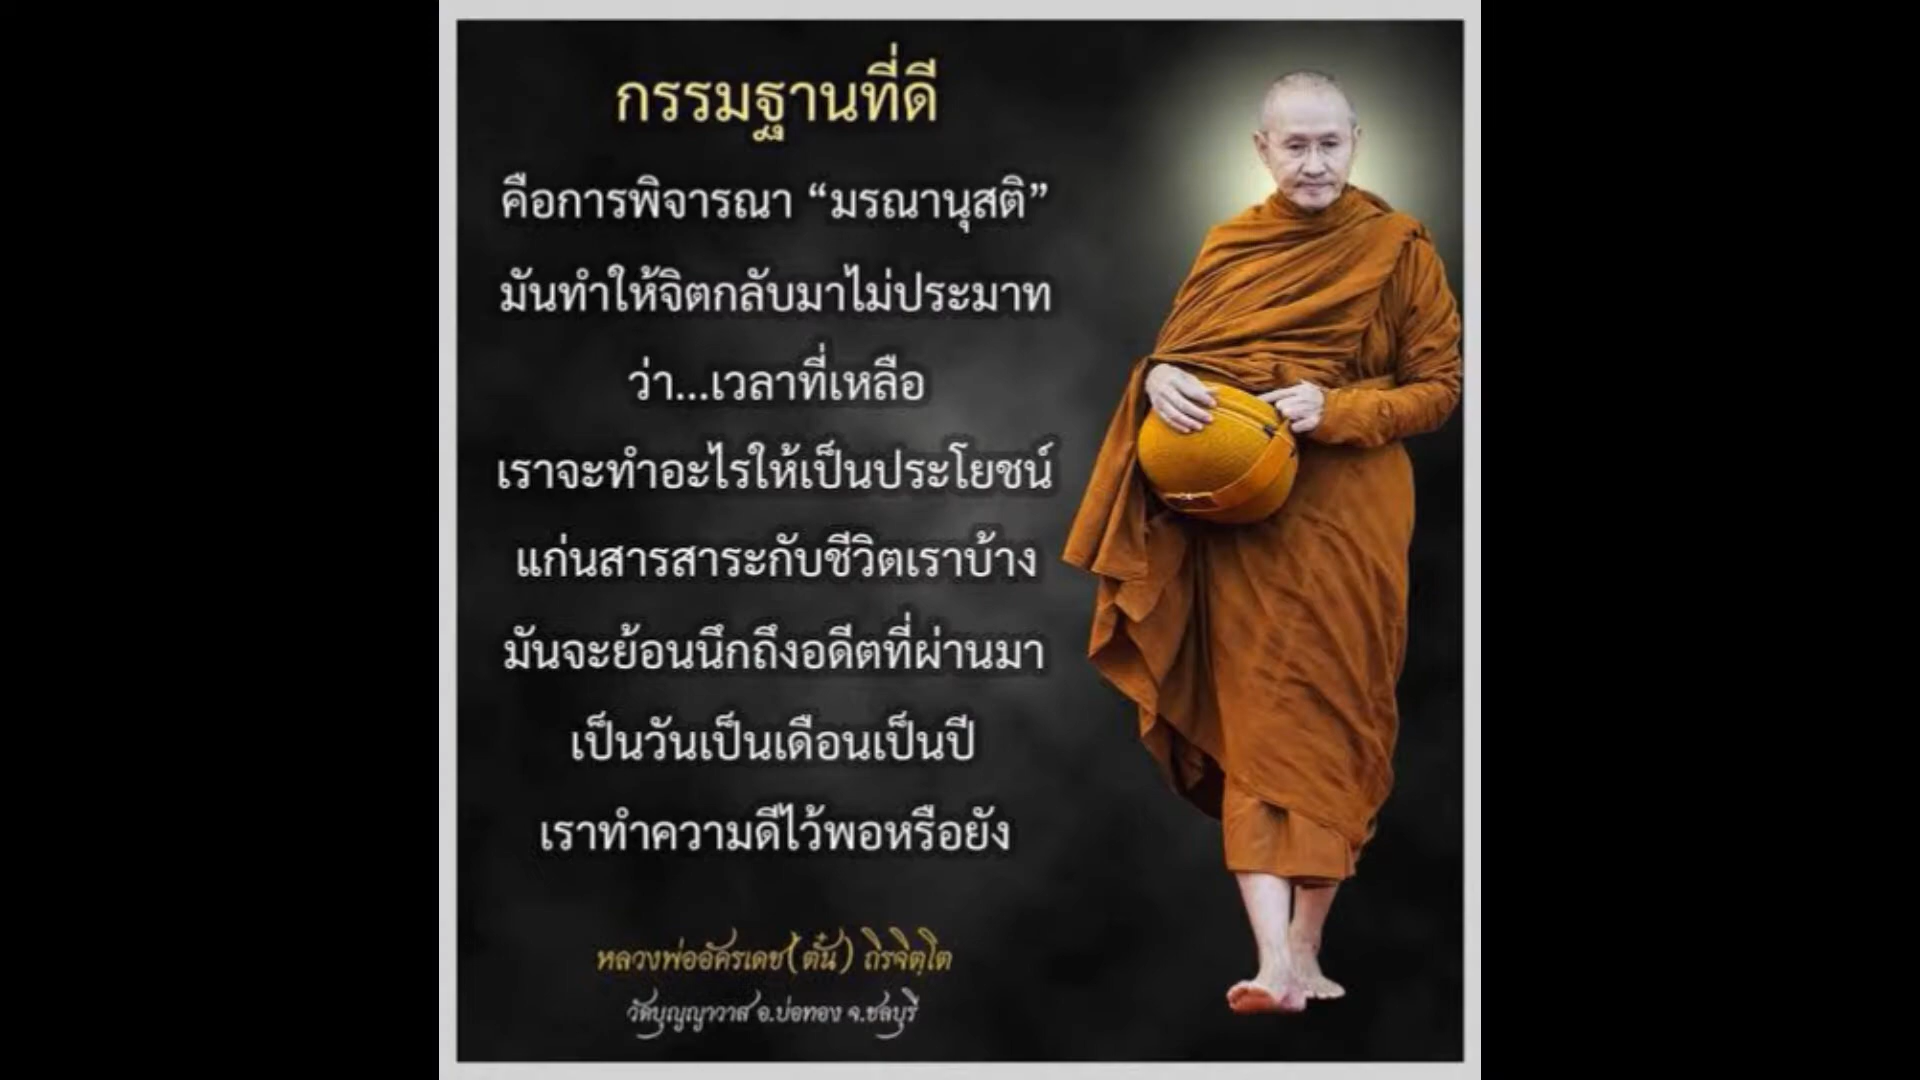 กรรมฐานที่ดี
คือการพิจารณา “มรณานุสติ”
มันทำให้จิตกลับมาไม่ประมาท
ว่า...เวลาที่เหลือ
เราจะทำอะไรให้เป็นประโยชน์
แก่นสารสาระกับชีวิตเราบ้าง
มันจะย้อนนึกถึงอดีตที่ผ่านมา
เป็นวันเป็นเดือนเป็นปี
เราทำความดีไว้พอหรือยัง
หลวงพ่ออัครเดช(ตั๋น) ถิรจิตฺโต
วัดบุญญาวาส อ.บ่อทอง จ.ชลบุรี